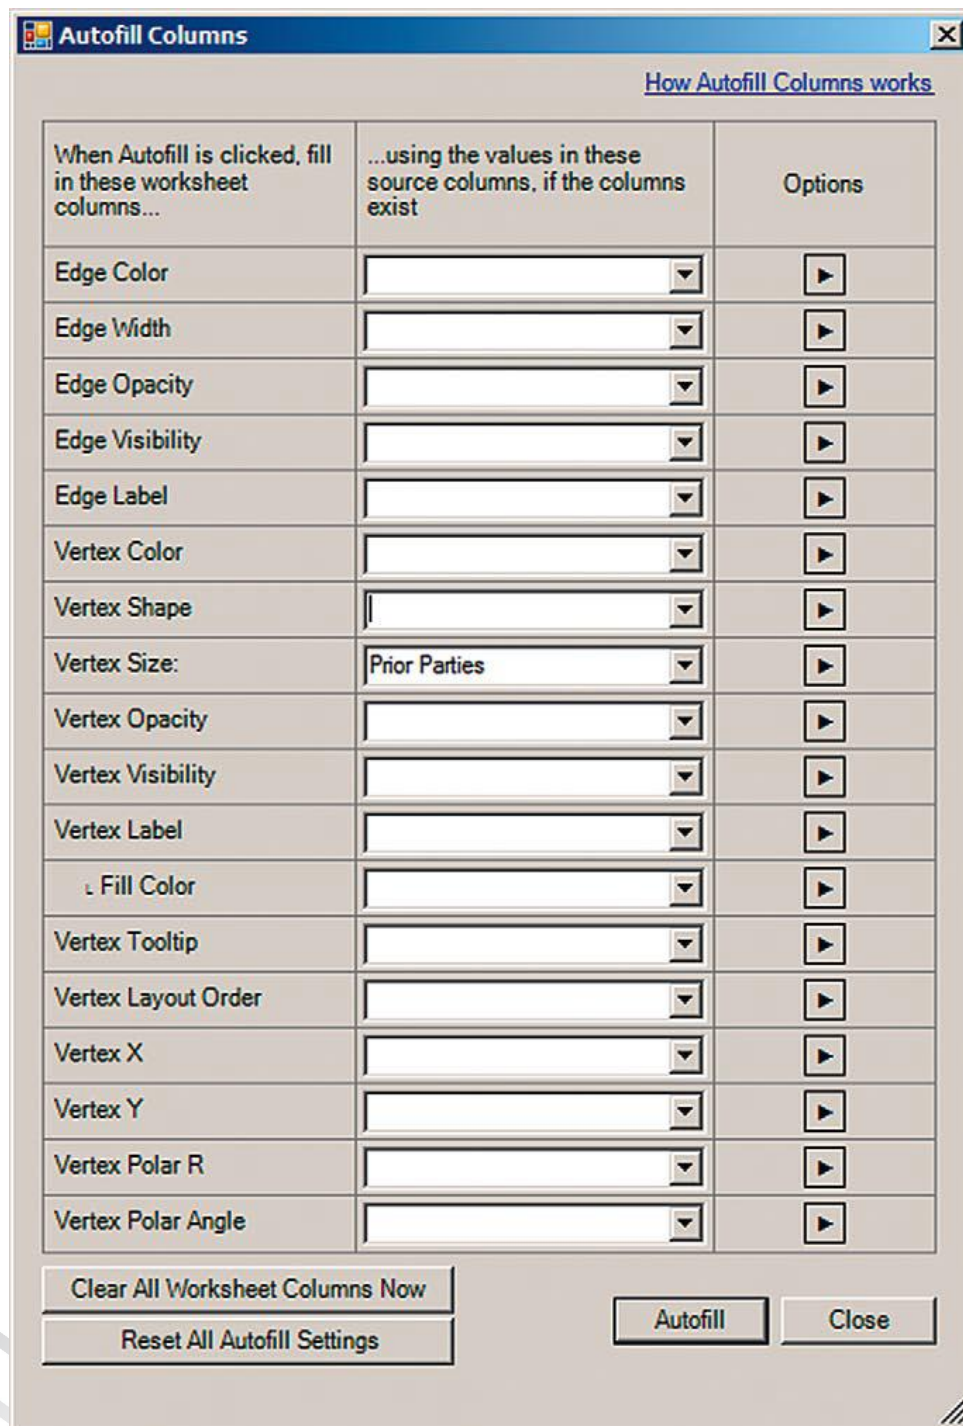 Autofill Columns
How Autofill Columns works
When Autofill is clicked, fill
in these worksheet
columns...
...using the values in these
source columns, if the columns
exist
Options
Edge Color
Edge Width
Edge Opacity
Edge Visibility
Edge Label
Vertex Color
Vertex Shape
Vertex Size:
Prior Parties
Vertex Opacity
Vertex Visibility
Vertex Label
Fill Color
Vertex Tooltip
Vertex Layout Order
Vertex X
Vertex Y
Vertex Polar R
Vertex Polar Angle
Clear All Worksheet Columns Now
Reset All Autofill Settings
Autofill
Close